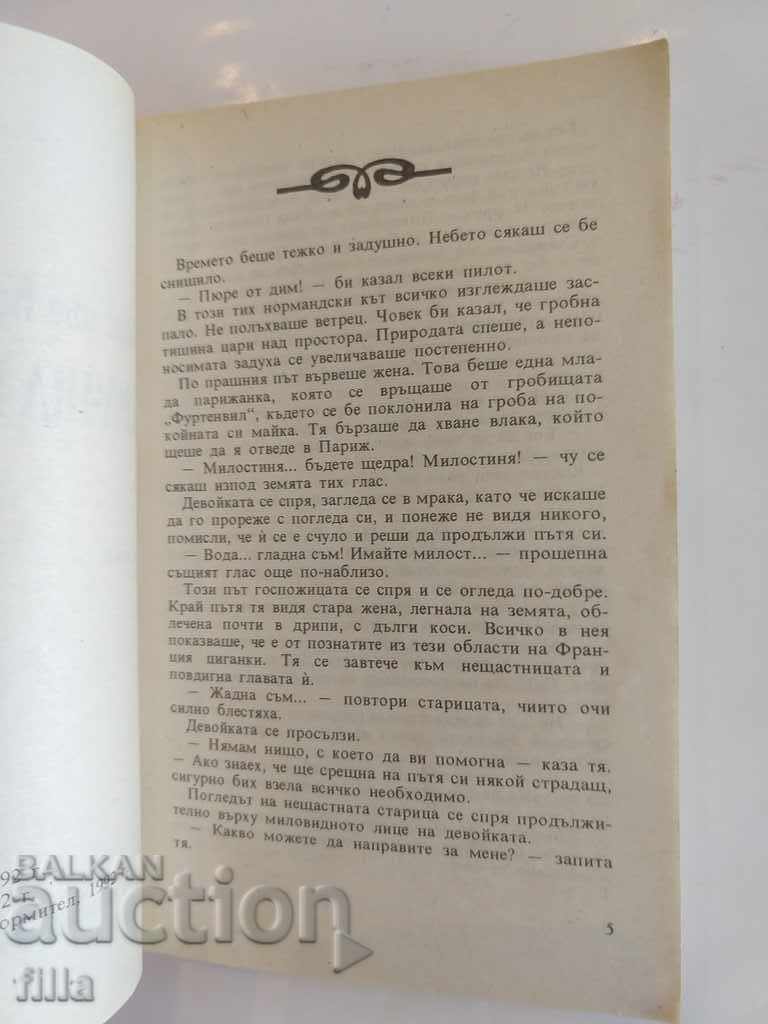 Времето беше тежко и задушно. Небето сякаш се бе
снишило.
— Пюре от дим! — би казал всеки пилот.
В този тих нормандски кът всичко изглеждаше зас-
пало. Не полъхваше ветрец. Човек би казал, че гробна
тишина цари над простора. Природата спеше, а непо-
носимата задуха се увеличаваше постепенно.
По прашния път вървеше жена. Това беше една мла-
да парижанка, която се връщаше от гробищата
„Фуртенвил“, където се бе поклонила на гроба на по-
койната си майка. Тя бързаше да хване влака, който
щеше да я отведе в Париж.
— Милостиня... бъдете щедра! Милостиня! — чу се
сякаш изпод земята тих глас.
Девойката се спря, загледа се в мрака, като че искаше
да го прореже с погледа си, и понеже не видя никого,
помисли, че ѝ се е счуло и реши да продължи пътя си.
— Вода... гладна съм! Имайте милост... — прошепна
същият глас още по-наблизо.
Този път госпожицата се спря и се огледа по-добре.
Край пътя тя видя стара жена, легнала на земята, об-
лечена почти в дрипи, с дълги коси. Всичко в нея
показваше, че е от познатите из тези области на Фран-
ция циганки. Тя се завтече към нещастницата и
повдигна главата ѝ.
— Жадна съм... — повтори старицата, чиито очи
силно блестяха.
Девойката се просълзи.
— Нямам нищо, с което да ви помогна — каза тя.
— Ако знаех, че ще срещна на пътя си някой страдащ,
сигурно бих взела всичко необходимо.
Погледът на нещастната старица се спря продължи-
телно върху миловидното лице на девойката.
— Какво можете да направите за мене? — запита
тя.
5
92 г.
2 г.
ормител, 1992
BALKAN
auction
filla